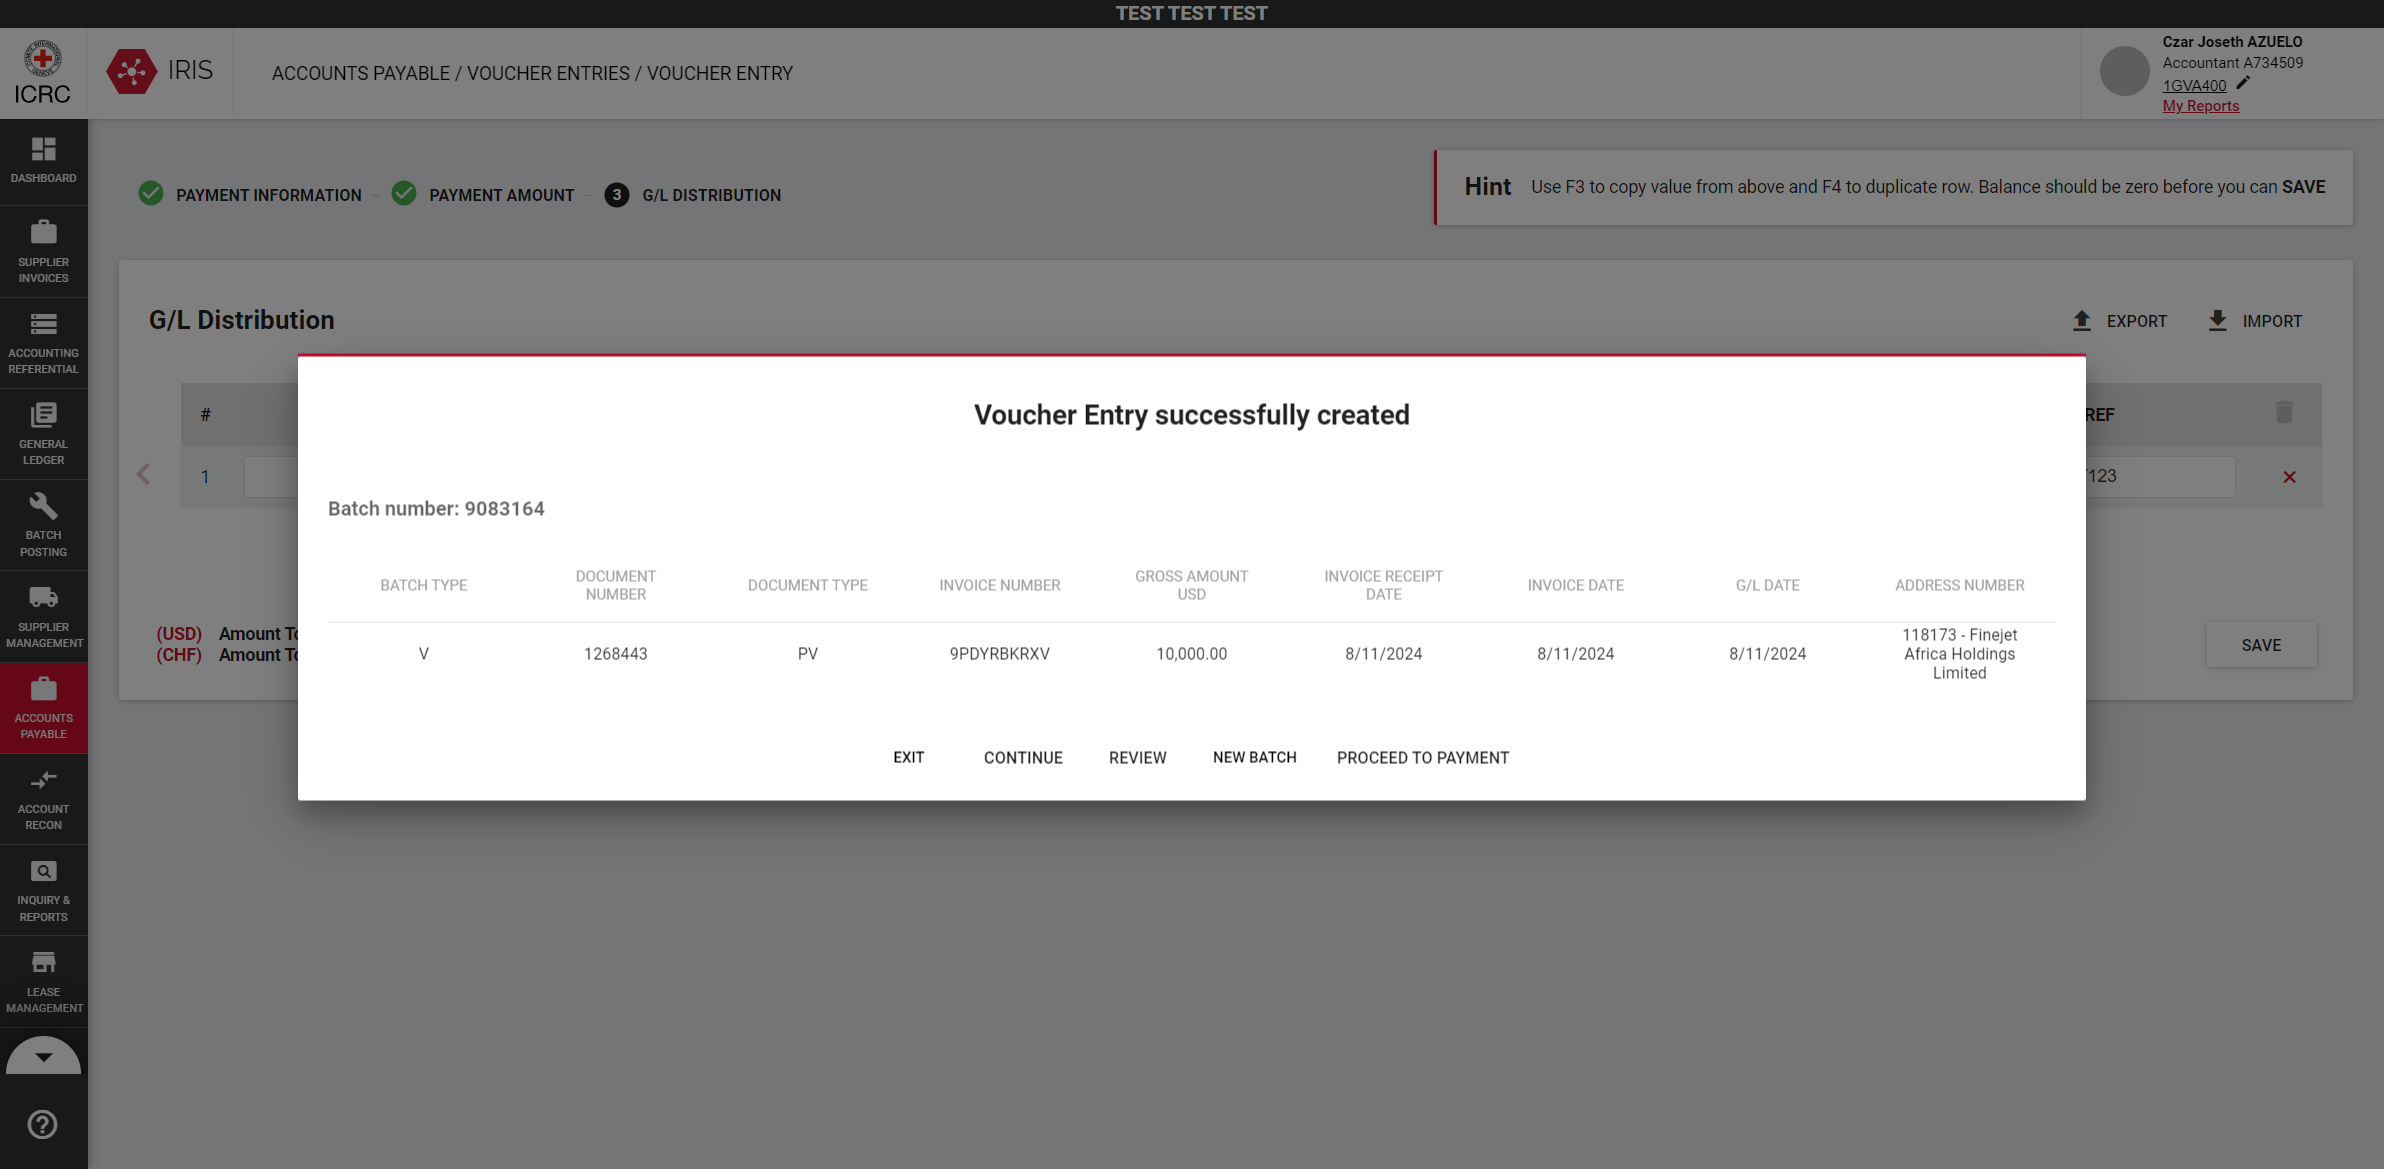 TEST TEST TEST
ICRC
IRIS
ACCOUNTS PAYABLE / VOUCHER ENTRIES / VOUCHER ENTRY
Czar Joseth AZUELO
Accountant A734509
1GVA400
My Reports
DASHBOARD
SUPPLIER
INVOICES
ACCOUNTING
REFERENTIAL
GENERAL
LEDGER
BATCH
POSTING
SUPPLIER
MANAGEMENT
ACCOUNTS
PAYABLE
ACCOUNT
RECON
INQUIRY &
REPORTS
LEASE
MANAGEMENT
PAYMENT INFORMATION
PAYMENT AMOUNT
3 G/L DISTRIBUTION
Hint Use F3 to copy value from above and F4 to duplicate row. Balance should be zero before you can SAVE
G/L Distribution
EXPORT
IMPORT
#
REF
1
123
(USD) Amount To
(CHF) Amount To
SAVE
Voucher Entry successfully created
Batch number: 9083164
BATCH TYPE
DOCUMENT
NUMBER
DOCUMENT TYPE
INVOICE NUMBER
GROSS AMOUNT
USD
INVOICE RECEIPT
DATE
INVOICE DATE
G/L DATE
ADDRESS NUMBER
V
1268443
PV
9PDYRBKRXV
10,000.00
8/11/2024
8/11/2024
8/11/2024
118173 - Finejet
Africa Holdings
Limited
EXIT
CONTINUE
REVIEW
NEW BATCH
PROCEED TO PAYMENT